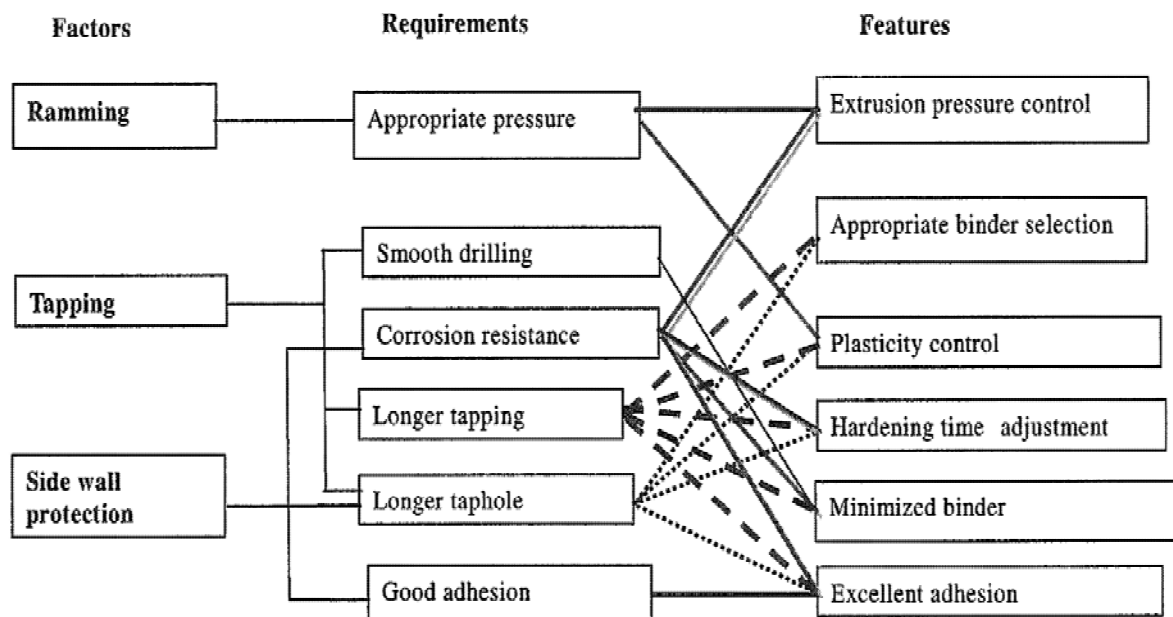 Factors
Requirements
Features
Ramming
Appropriate pressure
Extrusion pressure control
Appropriate binder selection
Smooth drilling
Tapping
Corrosion resistance
Plasticity control
Longer tapping
Hardening time adjustment
Side wall
protection
Longer taphole
Minimized binder
Good adhesion
Excellent adhesion